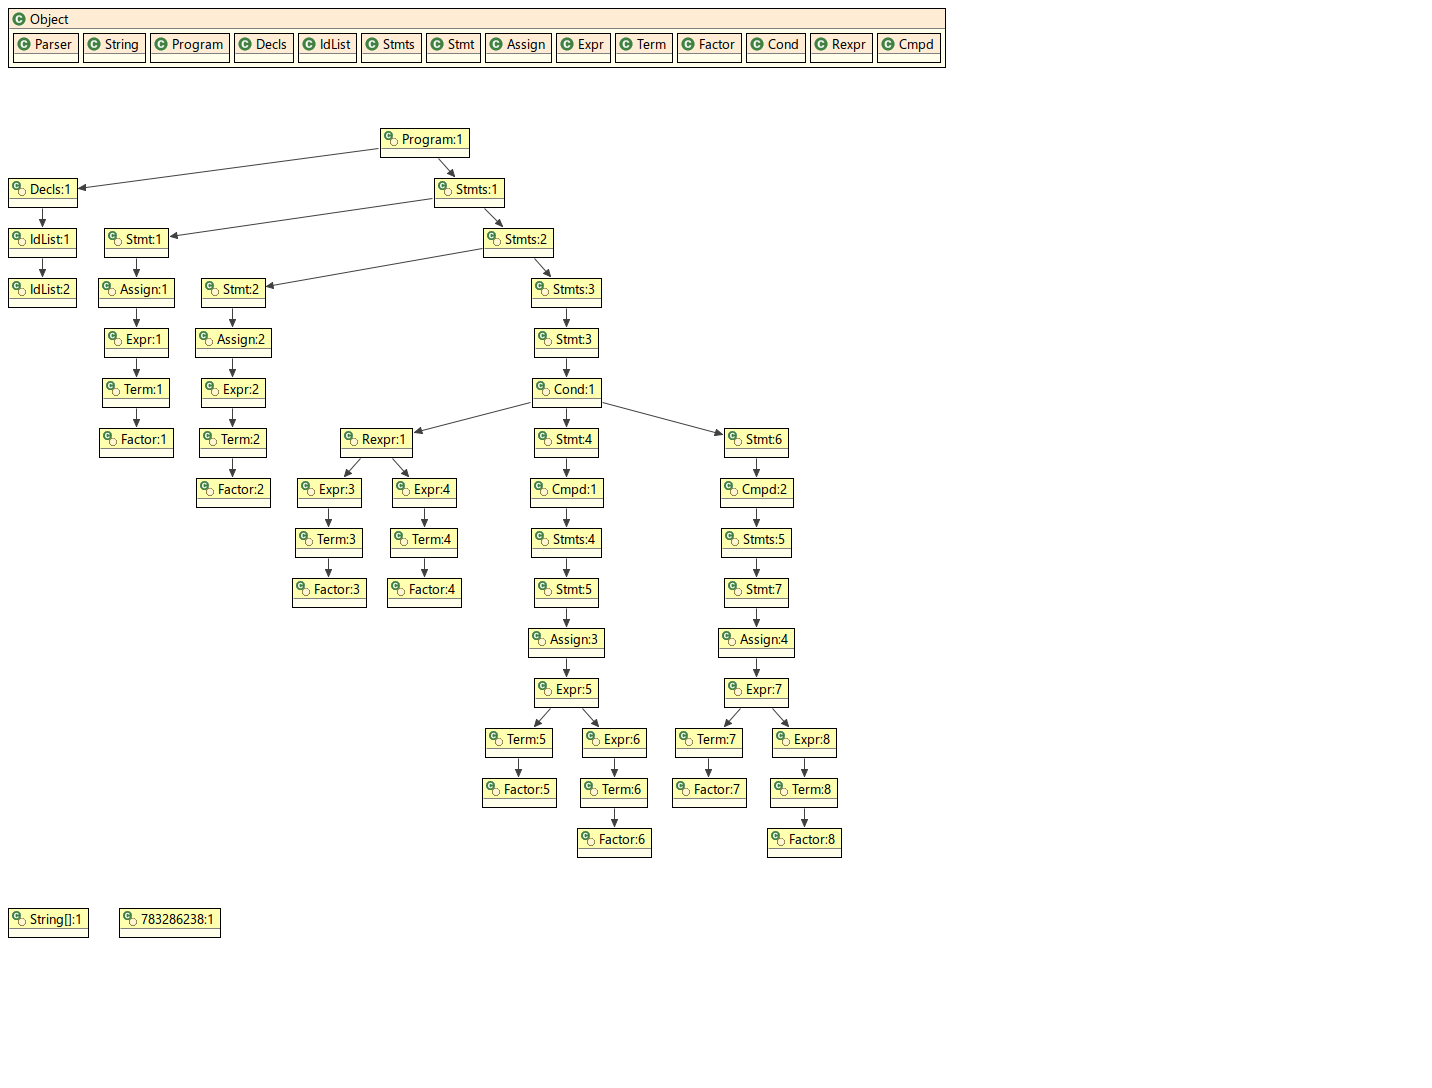 Object
Parser String Program Decls IdList Stmts Stmt Assign Expr Term Factor Cond Rexpr Cmpd
Program:1
Decls:1 Stmts:1
IdList:1 Stmt:1 Stmts:2
IdList:2 Assign:1 Stmt:2 Stmts:3
Expr:1 Assign:2 Stmt:3
Term:1 Expr:2 Cond:1
Factor:1 Term:2 Rexpr:1 Stmt:4 Stmt:6
Factor:2 Expr:3 Expr:4 Cmpd:1 Cmpd:2
Term:3 Term:4 Stmts:4 Stmts:5
Factor:3 Factor:4 Stmt:5 Stmt:7
Assign:3 Assign:4
Expr:5 Expr:7
Term:5 Expr:6 Term:7 Expr:8
Factor:5 Term:6 Factor:7 Term:8
Factor:6 Factor:8
String[]:1 783286238:1